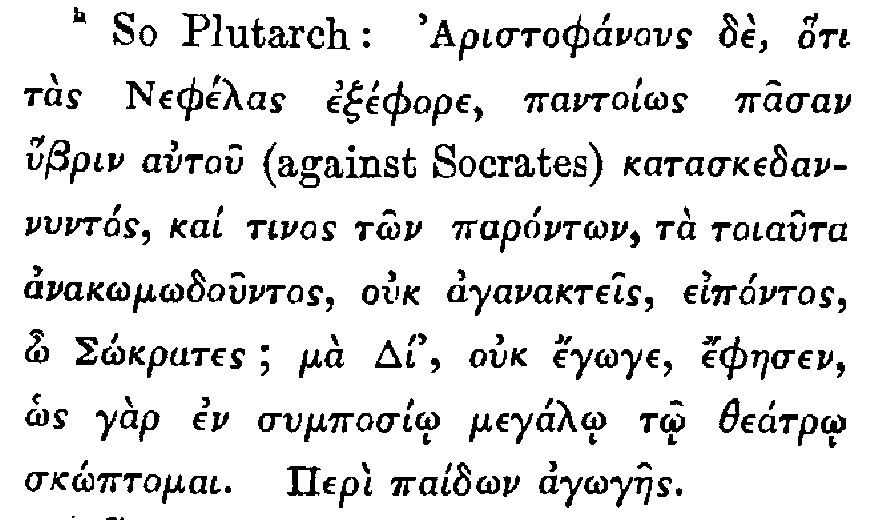 h So Plutarch: Ἀριστοφάνους δὲ, ὅτι
τὰς Νεφέλας ἐξέφορε, παντοίως πᾶσαν
ὕβριν αὐτοῦ (against Socrates) κατασκεδαν-
νυντός, καί τινος τῶν παρόντων, τὰ τοιαῦτα
ἀνακωμωδοῦντος, οὐκ ἀγανακτεῖς, εἰπόντος,
ὦ Σώκρατες ; μὰ Δί’, οὐκ ἔγωγε, ἔφησεν,
ὡς γὰρ ἐν συμποσίῳ μεγάλῳ τῷ θεάτρῳ
σκώπτομαι. Περὶ παίδων ἀγωγῆς.